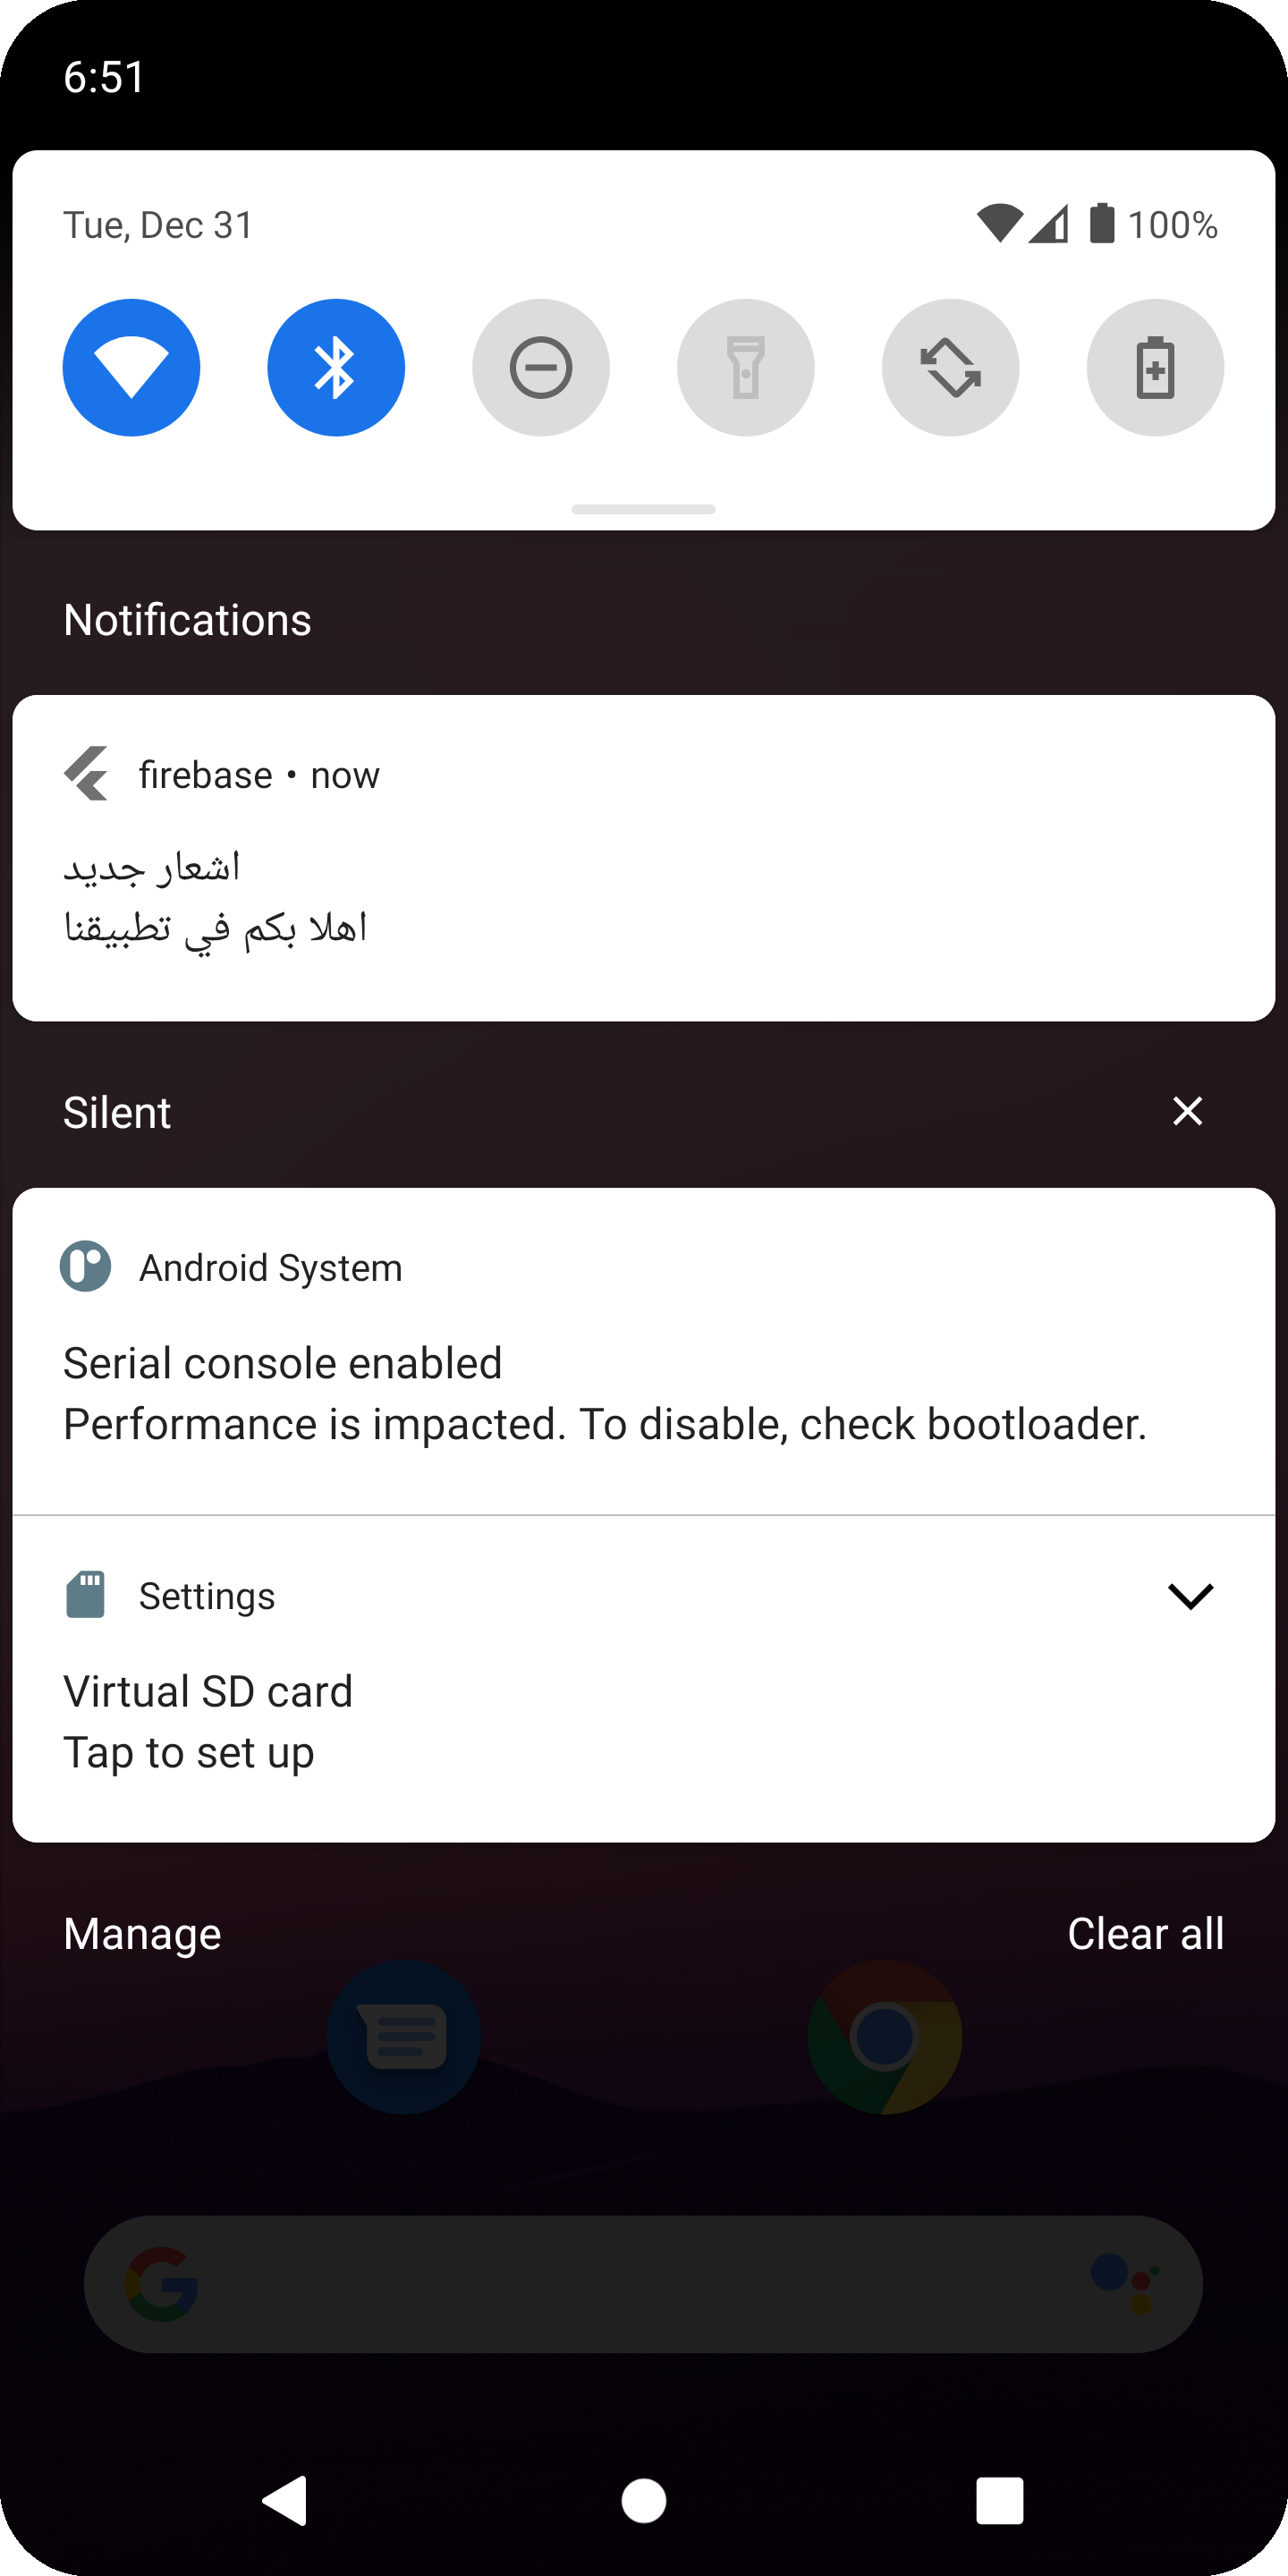 6:51
Tue, Dec 31
100%
Notifications
firebase • now
اشعار جديد
اهلا بكم في تطبيقنا
Silent
Android System
Serial console enabled
Performance is impacted. To disable, check bootloader.
Settings
Virtual SD card
Tap to set up
Manage
Clear all